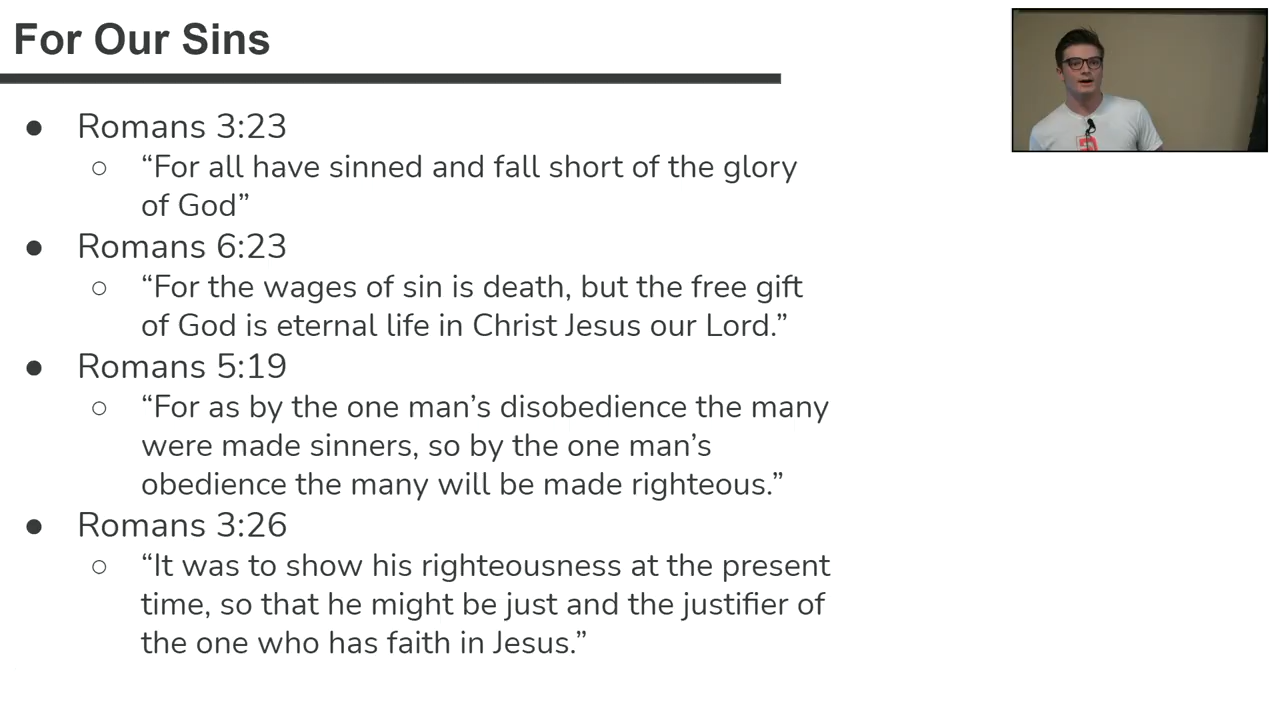 For Our Sins
● Romans 3:23
○ “For all have sinned and fall short of the glory
of God”
● Romans 6:23
○ “For the wages of sin is death, but the free gift
of God is eternal life in Christ Jesus our Lord.”
● Romans 5:19
○ “For as by the one man’s disobedience the many
were made sinners, so by the one man’s
obedience the many will be made righteous.”
● Romans 3:26
○ “It was to show his righteousness at the present
time, so that he might be just and the justifier of
the one who has faith in Jesus.”